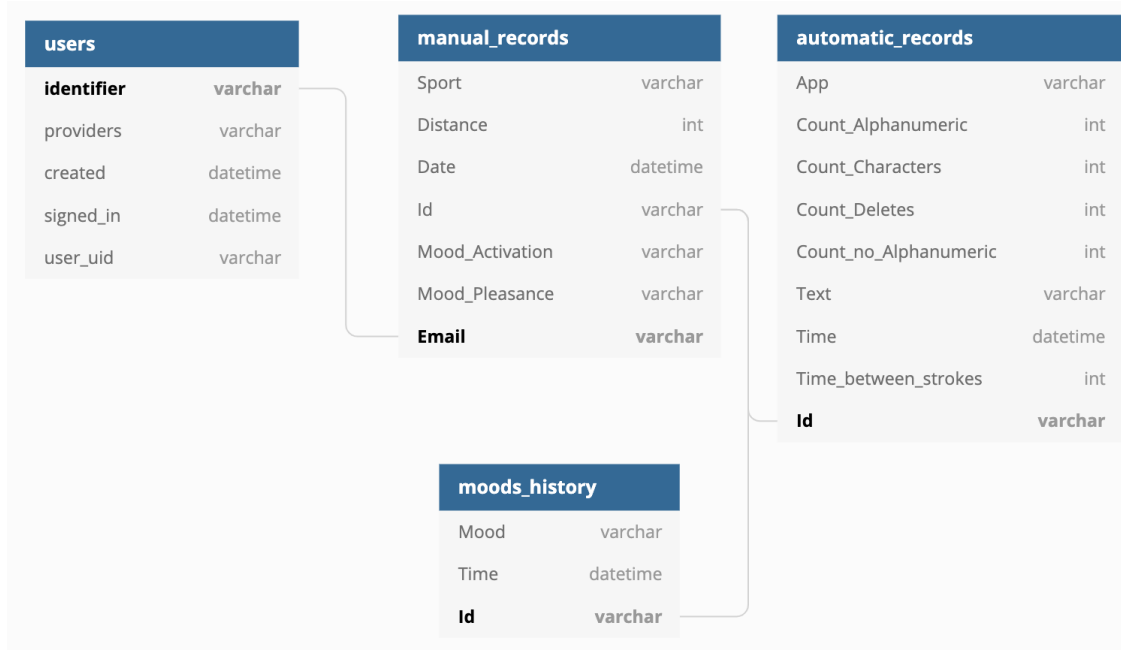 users
identifier varchar
providers varchar
created datetime
signed_in datetime
user_uid varchar
manual_records
Sport varchar
Distance int
Date datetime
Id varchar
Mood_Activation varchar
Mood_Pleasance varchar
Email varchar
automatic_records
App varchar
Count_Alphanumeric int
Count_Characters int
Count_Deletes int
Count_no_Alphanumeric int
Text varchar
Time datetime
Time_between_strokes int
Id varchar
moods_history
Mood varchar
Time datetime
Id varchar